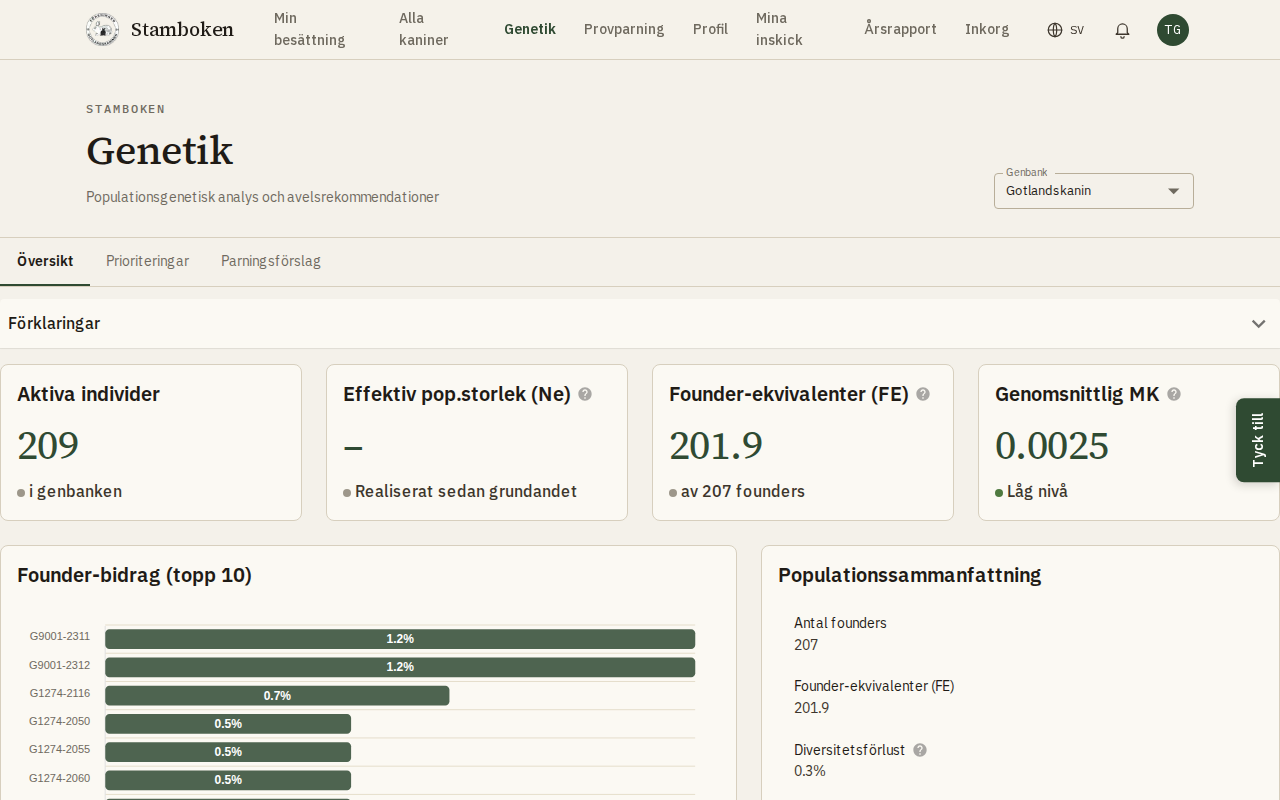 Stamboken
Min besättning
Alla kaniner
Genetik
Provparning
Profil
Mina inskick
Årsrapport
Inkorg
SV
TG
STAMBOKEN
Genetik
Populationsgenetisk analys och avelsrekommendationer
Genbank
Gotlandskanin
Översikt
Prioriteringar
Parningsförslag
Förklaringar
Aktiva individer
209
i genbanken
Effektiv pop.storlek (Ne)
–
Realiserat sedan grundandet
Founder-ekvivalenter (FE)
201.9
av 207 founders
Genomsnittlig MK
0.0025
Låg nivå
Tyck till
Founder-bidrag (topp 10)
G9001-2311 1.2%
G9001-2312 1.2%
G1274-2116 0.7%
G1274-2050 0.5%
G1274-2055 0.5%
G1274-2060 0.5%
Populationssammanfattning
Antal founders
207
Founder-ekvivalenter (FE)
201.9
Diversitetsförlust
0.3%